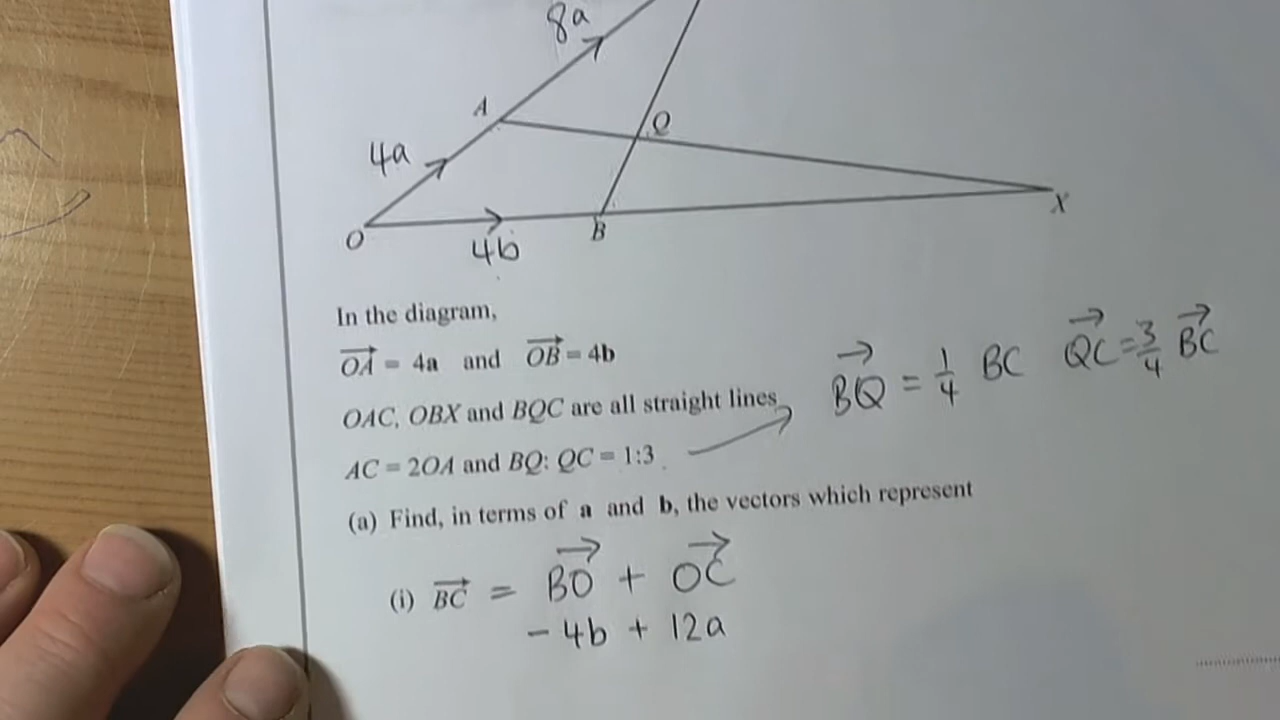 8a
A
Q
4a
X
O
B
4b
In the diagram,
OA = 4a and OB = 4b
OAC, OBX and BQC are all straight lines
AC = 2OA and BQ: QC = 1:3
BQ = 1/4 BC QC = 3/4 BC
(a) Find, in terms of a and b, the vectors which represent
(i) BC = BO + OC
- 4b + 12a